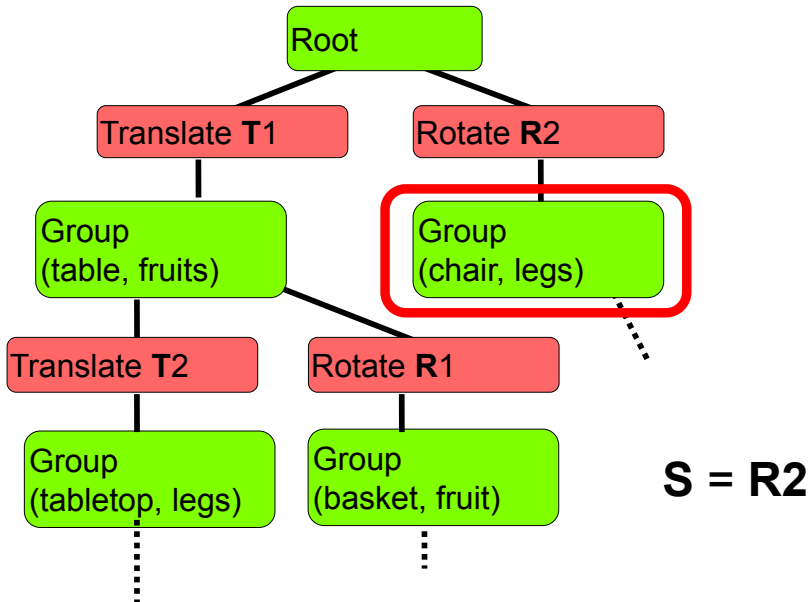 Root
Translate T1
Rotate R2
Group
(table, fruits)
Group
(chair, legs)
Translate T2
Rotate R1
Group
(tabletop, legs)
Group
(basket, fruit)
S = R2